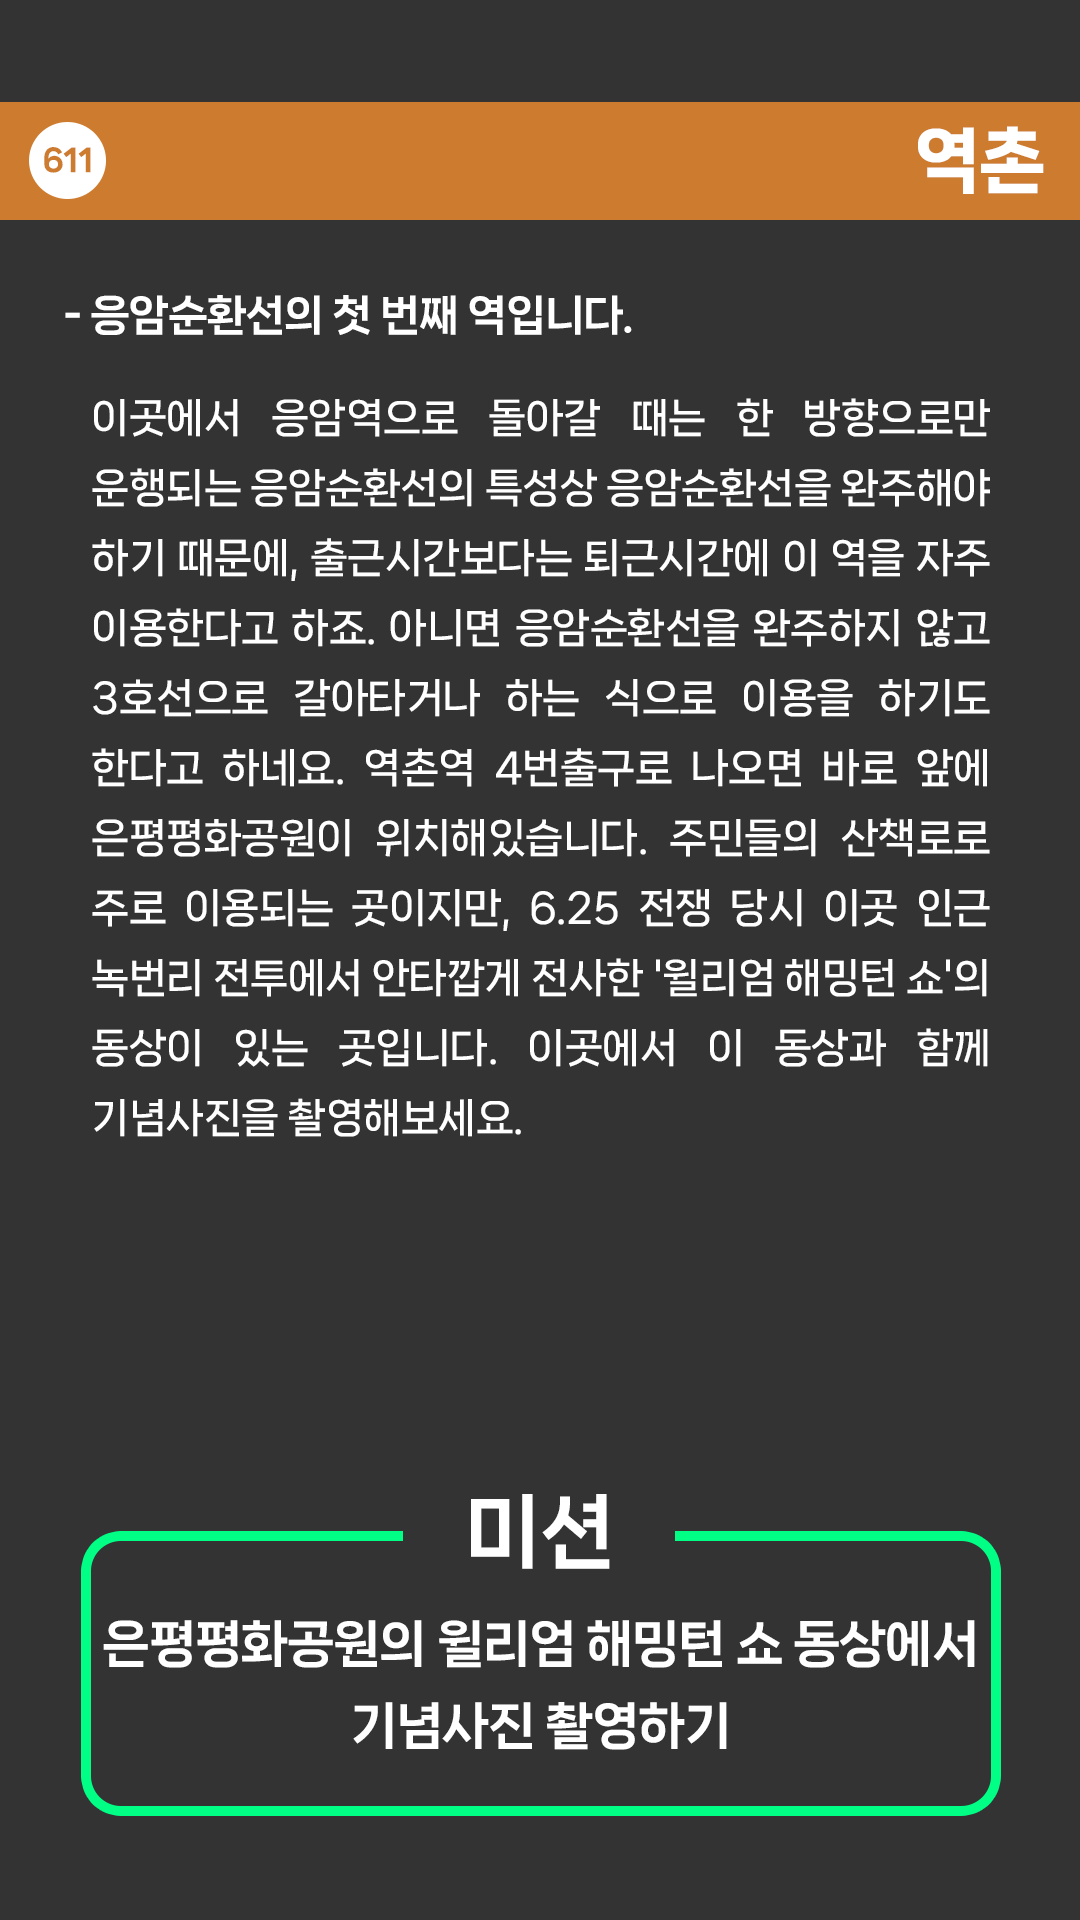 611
역촌
- 응암순환선의 첫 번째 역입니다.
이곳에서 응암역으로 돌아갈 때는 한 방향으로만
운행되는 응암순환선의 특성상 응암순환선을 완주해야
하기 때문에, 출근시간보다는 퇴근시간에 이 역을 자주
이용한다고 하죠. 아니면 응암순환선을 완주하지 않고
3호선으로 갈아타거나 하는 식으로 이용을 하기도
한다고 하네요. 역촌역 4번출구로 나오면 바로 앞에
은평평화공원이 위치해있습니다. 주민들의 산책로로
주로 이용되는 곳이지만, 6.25 전쟁 당시 이곳 인근
녹번리 전투에서 안타깝게 전사한 '윌리엄 해밍턴 쇼'의
동상이 있는 곳입니다. 이곳에서 이 동상과 함께
기념사진을 촬영해보세요.
미션
은평평화공원의 윌리엄 해밍턴 쇼 동상에서
기념사진 촬영하기